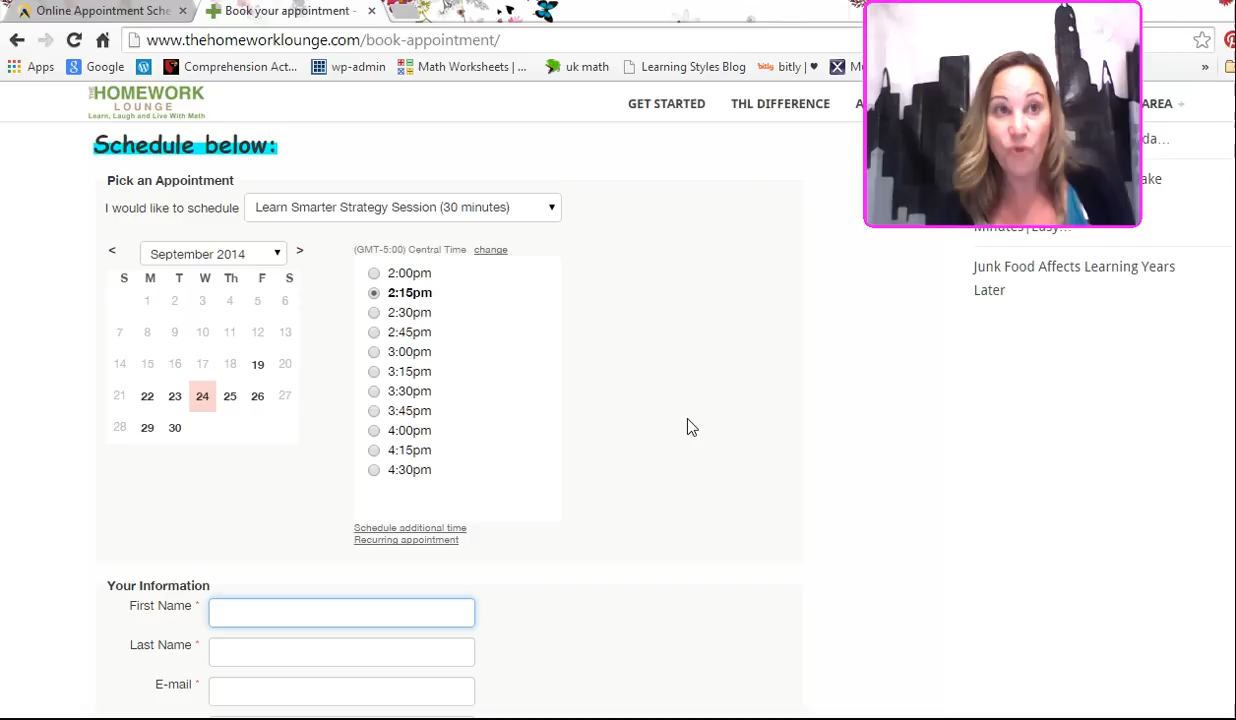 Online Appointment Sche
Book your appointment -
www.thehomeworklounge.com/book-appointment/
Apps Google Comprehension Act... wp-admin Math Worksheets | ... uk math Learning Styles Blog bitly bitly | ♥ »
THE HOMEWORK
LOUNGE
Learn, Laugh and Live With Math
GET STARTED THL DIFFERENCE AREA +
Schedule below:
Pick an Appointment
I would like to schedule Learn Smarter Strategy Session (30 minutes)
< September 2014 >
S M T W Th F S
1 2 3 4 5 6
7 8 9 10 11 12 13
14 15 16 17 18 19 20
21 22 23 24 25 26 27
28 29 30
(GMT-5:00) Central Time change
2:00pm
2:15pm
2:30pm
2:45pm
3:00pm
3:15pm
3:30pm
3:45pm
4:00pm
4:15pm
4:30pm
Schedule additional time
Recurring appointment
Your Information
First Name *
Last Name *
E-mail *
Junk Food Affects Learning Years
Later